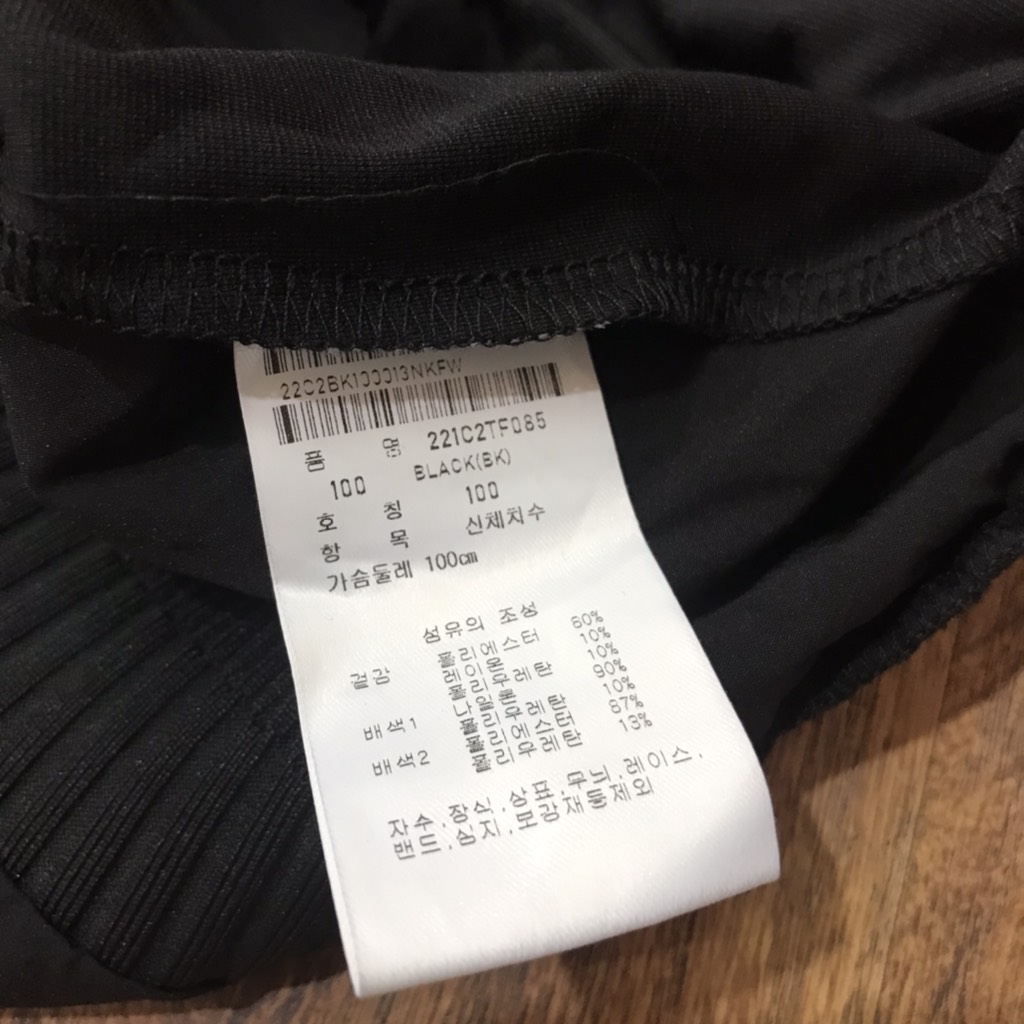 22C2BK100013NKFW
품 명 221C2TF085
100 BLACK(BK)
호 칭 100
항 목 신체치수
가슴둘레 100㎝
섬유의 조성
겉감 폴리에스터 60%
레이온 10%
폴리우레탄 10%
배색1 나일론 90%
폴리우레탄 10%
배색2 폴리에스터 87%
폴리우레탄 13%
자수,장식,상표,무늬,레이스,
밴드,심지,보강재등제외